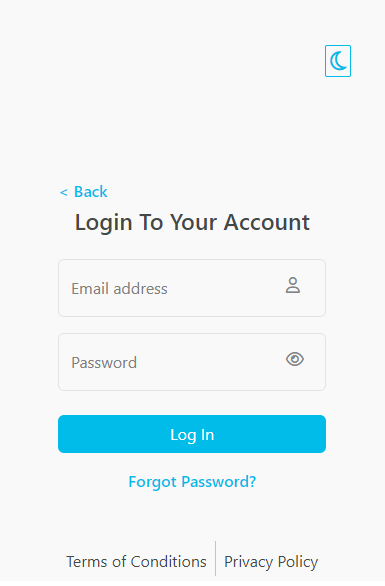 < Back
Login To Your Account
Email address
Password
Log In
Forgot Password?
Terms of Conditions
Privacy Policy